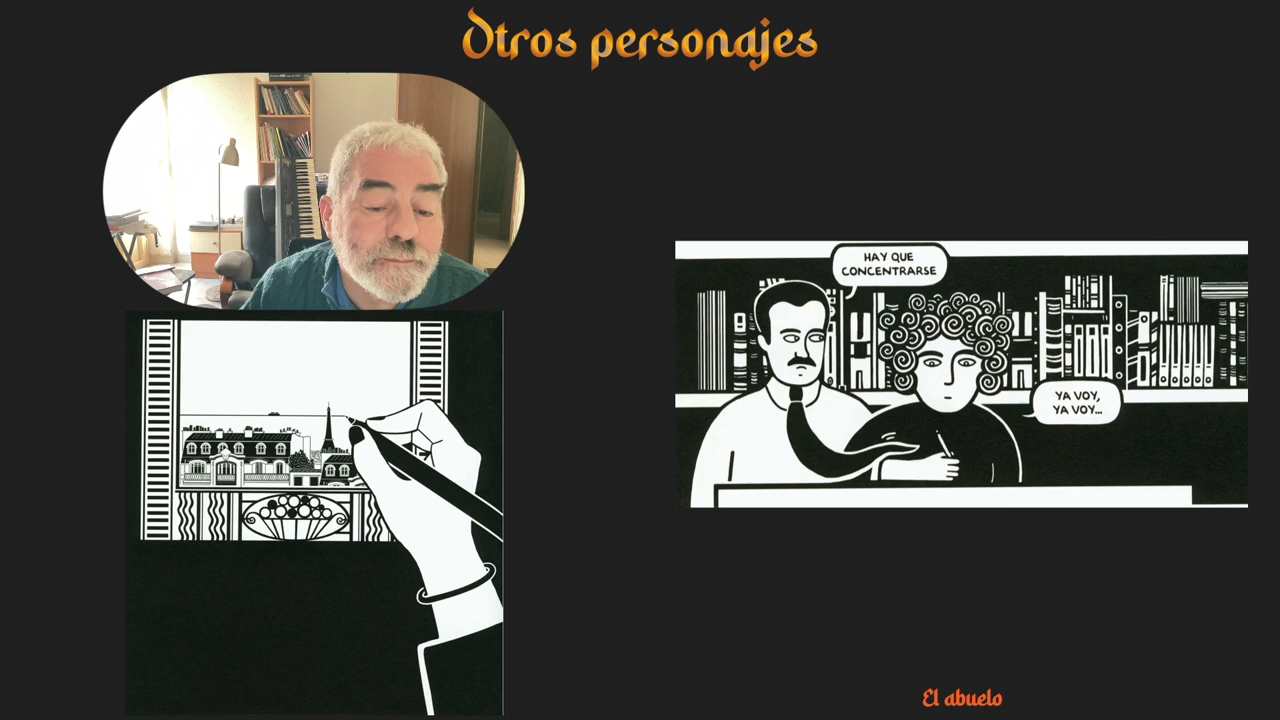 Otros personajes
HAY QUE
CONCENTRARSE
YA VOY,
YA VOY...
El abuelo